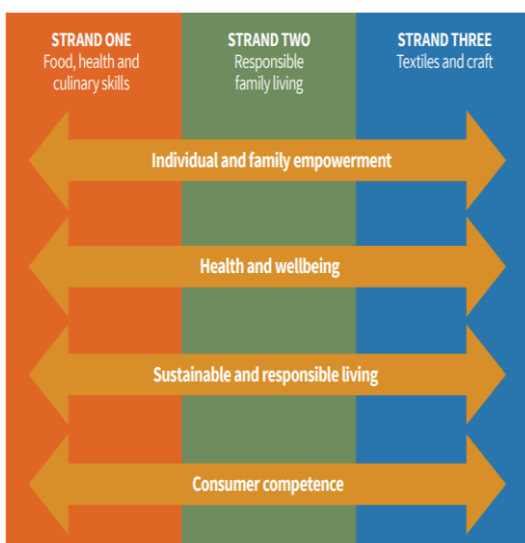 STRAND ONE
Food, health and
culinary skills
STRAND TWO
Responsible
family living
STRAND THREE
Textiles and craft
Individual and family empowerment
Health and wellbeing
Sustainable and responsible living
Consumer competence